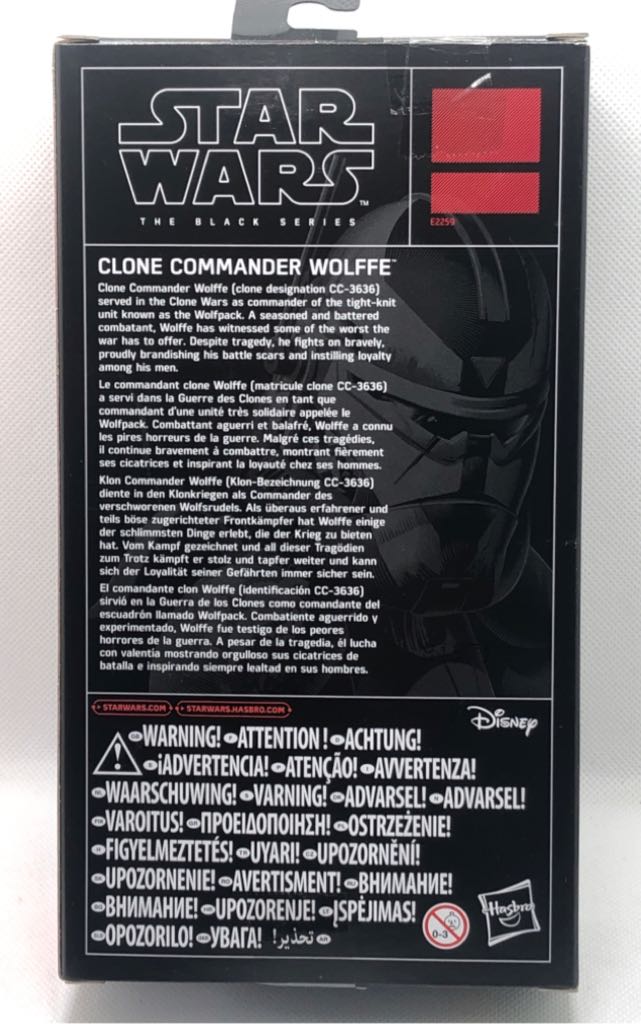 STAR
WARS™
THE BLACK SERIES
E2259
CLONE COMMANDER WOLFFE™
Clone Commander Wolffe (clone designation CC-3636)
served in the Clone Wars as commander of the tight-knit
unit known as the Wolfpack. A seasoned and battered
combatant, Wolffe has witnessed some of the worst the
war has to offer. Despite tragedy, he fights on bravely,
proudly brandishing his battle scars and instilling loyalty
among his men.
Le commandant clone Wolffe (matricule clone CC-3636)
a servi dans la Guerre des Clones en tant que
commandant d'une unité très solidaire appelée le
Wolfpack. Combattant aguerri et balafré, Wolffe a connu
les pires horreurs de la guerre. Malgré ces tragédies,
il continue bravement à combattre, montrant fièrement
ses cicatrices et inspirant la loyauté chez ses hommes.
Klon Commander Wolffe (Klon-Bezeichnung CC-3636)
diente in den Klonkriegen als Commander des
verschworenen Wolfsrudels. Als überaus erfahrener und
teils böse zugerichteter Frontkämpfer hat Wolffe einige
der schlimmsten Dinge erlebt, die der Krieg zu bieten
hat. Vom Kampf gezeichnet und all dieser Tragödien
zum Trotz kämpft er stolz und tapfer weiter und kann
sich der Loyalität seiner Gefährten immer sicher sein.
El comandante clon Wolffe (identificación CC-3636)
sirvió en la Guerra de los Clones como comandante del
escuadrón llamado Wolfpack. Combatiente aguerrido y
experimentado, Wolffe fue testigo de los peores
horrores de la guerra. A pesar de la tragedia, él lucha
con valentía mostrando orgulloso sus cicatrices de
batalla e inspirando siempre lealtad en sus hombres.
STARWARS.COM STARWARS.HASBRO.COM
Disney
WARNING! ATTENTION! ACHTUNG!
¡ADVERTENCIA! ATENÇÃO! AVVERTENZA!
WAARSCHUWING! VARNING! ADVARSEL! ADVARSEL!
VAROITUS! ΠΡΟΕΙΔΟΠΟΙΗΣΗ! OSTRZEŻENIE!
FIGYELMEZTETÉS! UYARI! UPOZORNĚNÍ!
UPOZORNENIE! AVERTISMENT! ВНИМАНИЕ!
ВНИМАНИЕ! UPOZORENJE! ĮSPĖJIMAS!
OPOZORILO! УВАГА! تحذير!
0-3
Hasbro